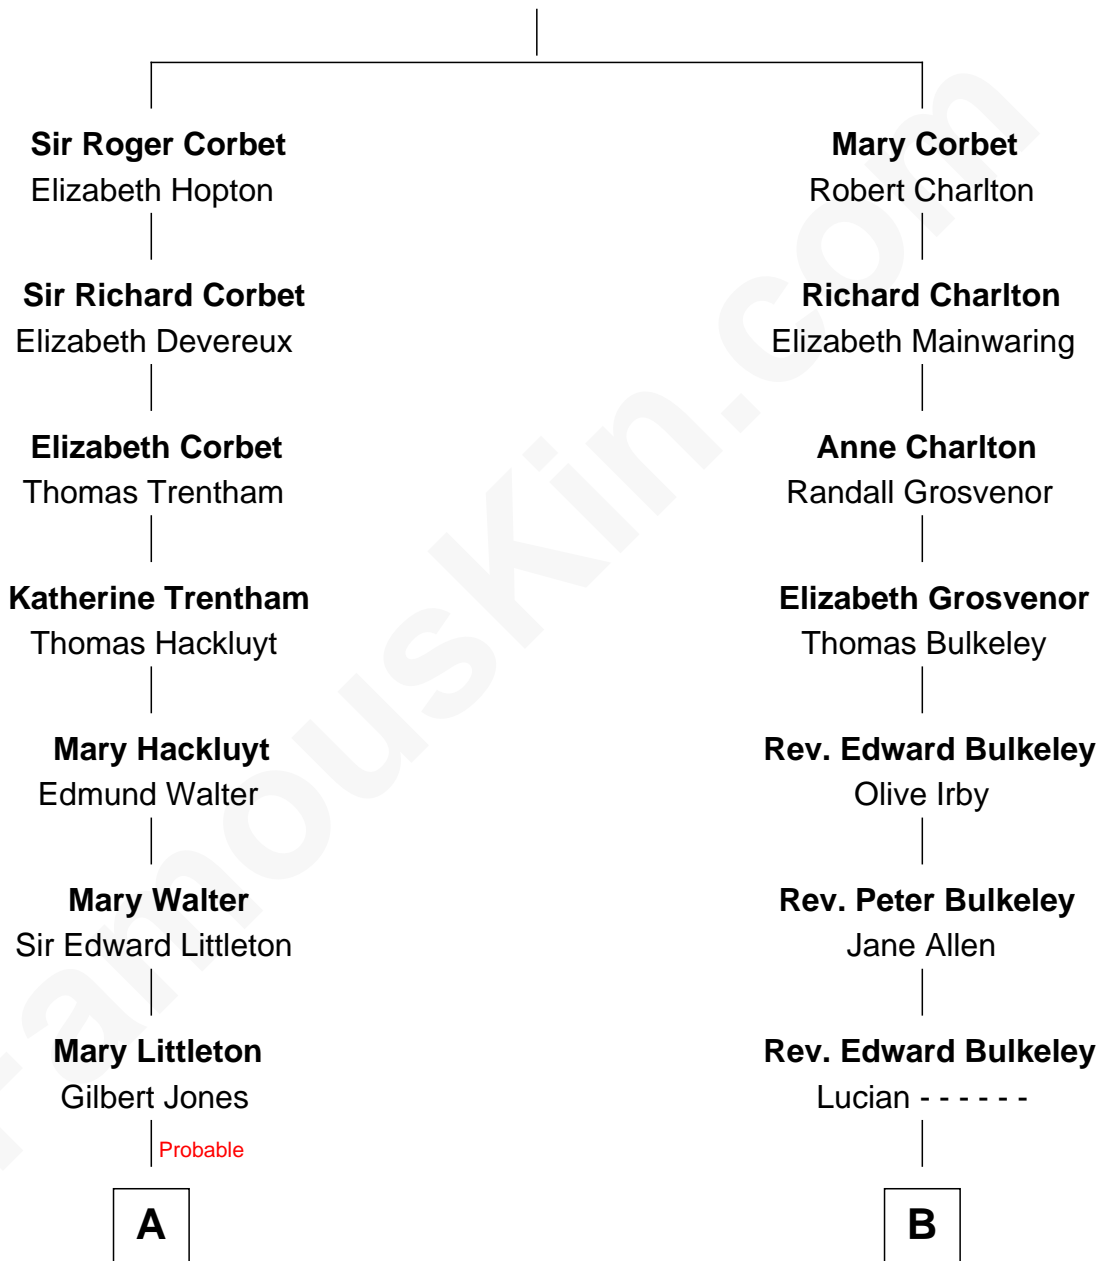 Sir Roger Corbet
Elizabeth Hopton
Mary Corbet
Robert Charlton
Sir Richard Corbet
Elizabeth Devereux
Richard Charlton
Elizabeth Mainwaring
Elizabeth Corbet
Thomas Trentham
Anne Charlton
Randall Grosvenor
Katherine Trentham
Thomas Hackluyt
Elizabeth Grosvenor
Thomas Bulkeley
Mary Hackluyt
Edmund Walter
Rev. Edward Bulkeley
Olive Irby
Mary Walter
Sir Edward Littleton
Rev. Peter Bulkeley
Jane Allen
Mary Littleton
Gilbert Jones
Rev. Edward Bulkeley
Lucian - - - - - -
Probable
A
B
FamousKin.com